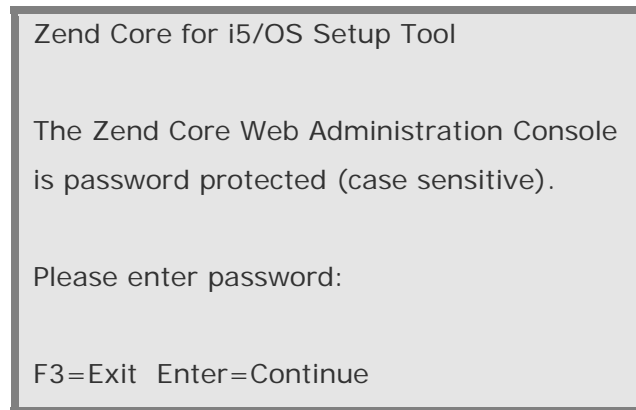 Zend Core for i5/OS Setup Tool
The Zend Core Web Administration Console
is password protected (case sensitive).
Please enter password:
F3=Exit  Enter=Continue